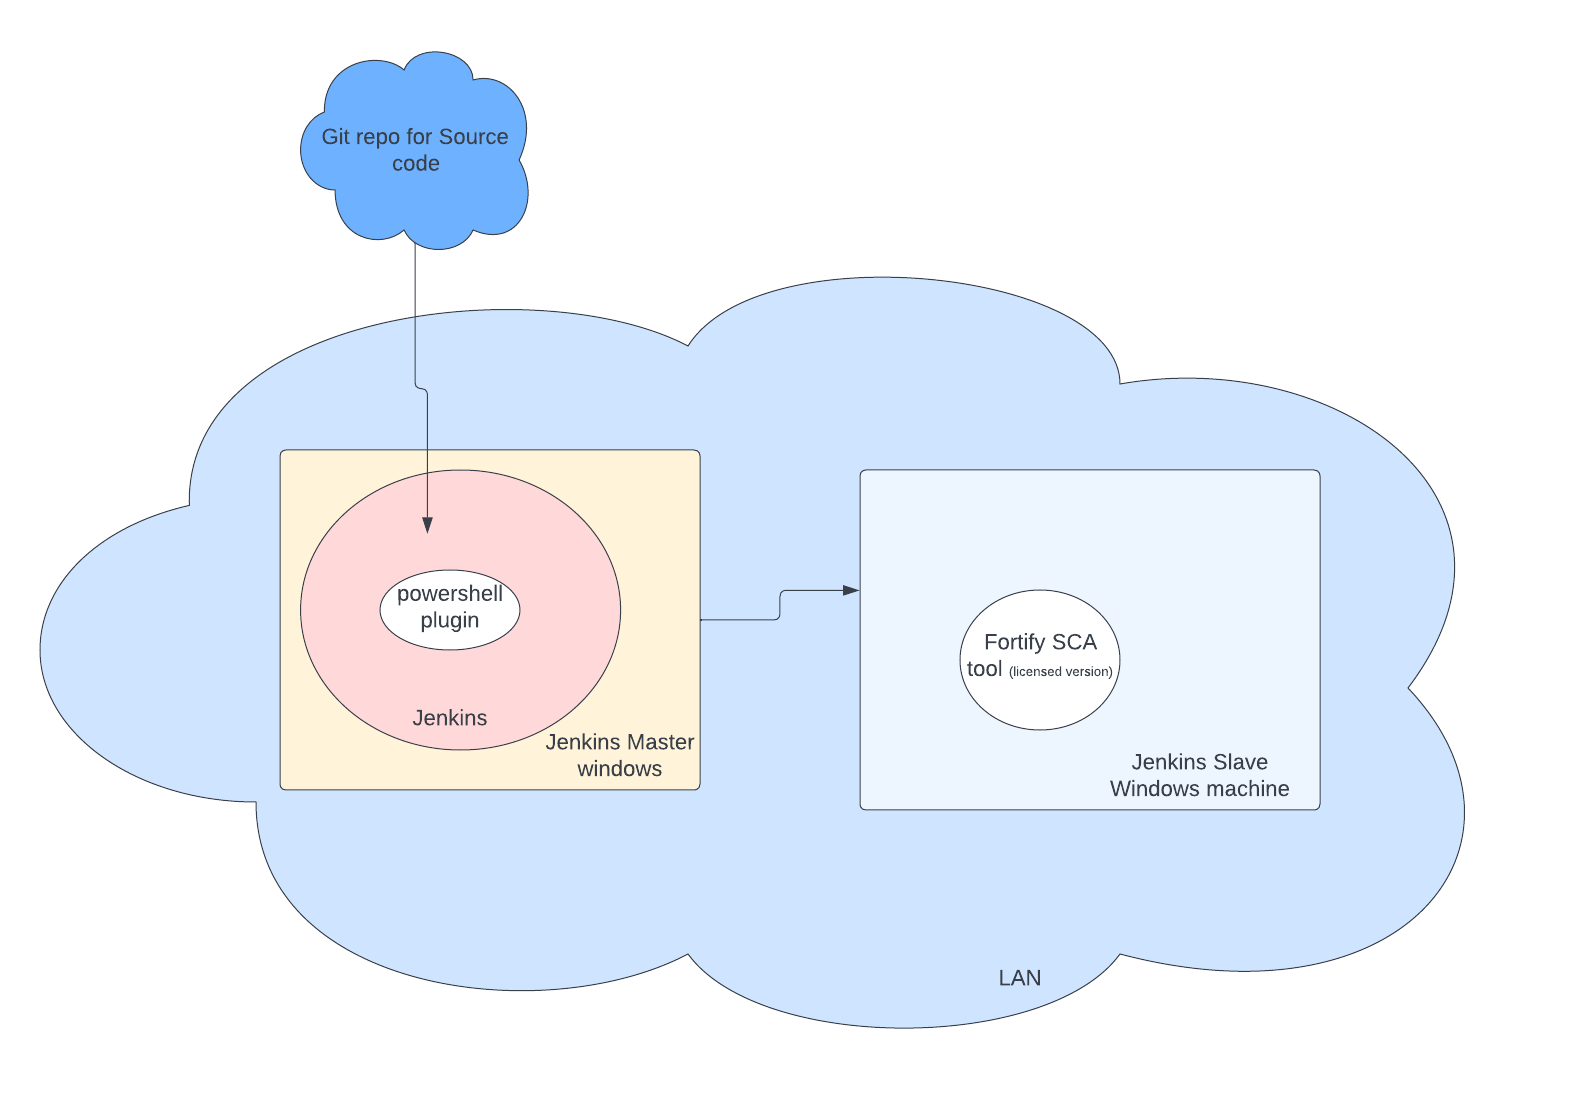 Git repo for Source
code
powershell
plugin
Jenkins
Jenkins Master
windows
Fortify SCA
tool (licensed version)
Jenkins Slave
Windows machine
LAN